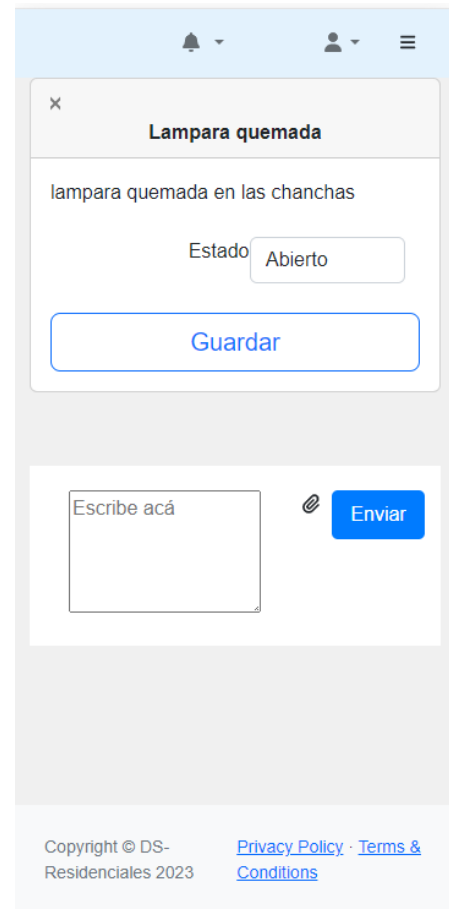 Lampara quemada
lampara quemada en las chanchas
Estado Abierto
Guardar
Escribe acá
Enviar
Copyright © DS-
Residenciales 2023
Privacy Policy · Terms &
Conditions